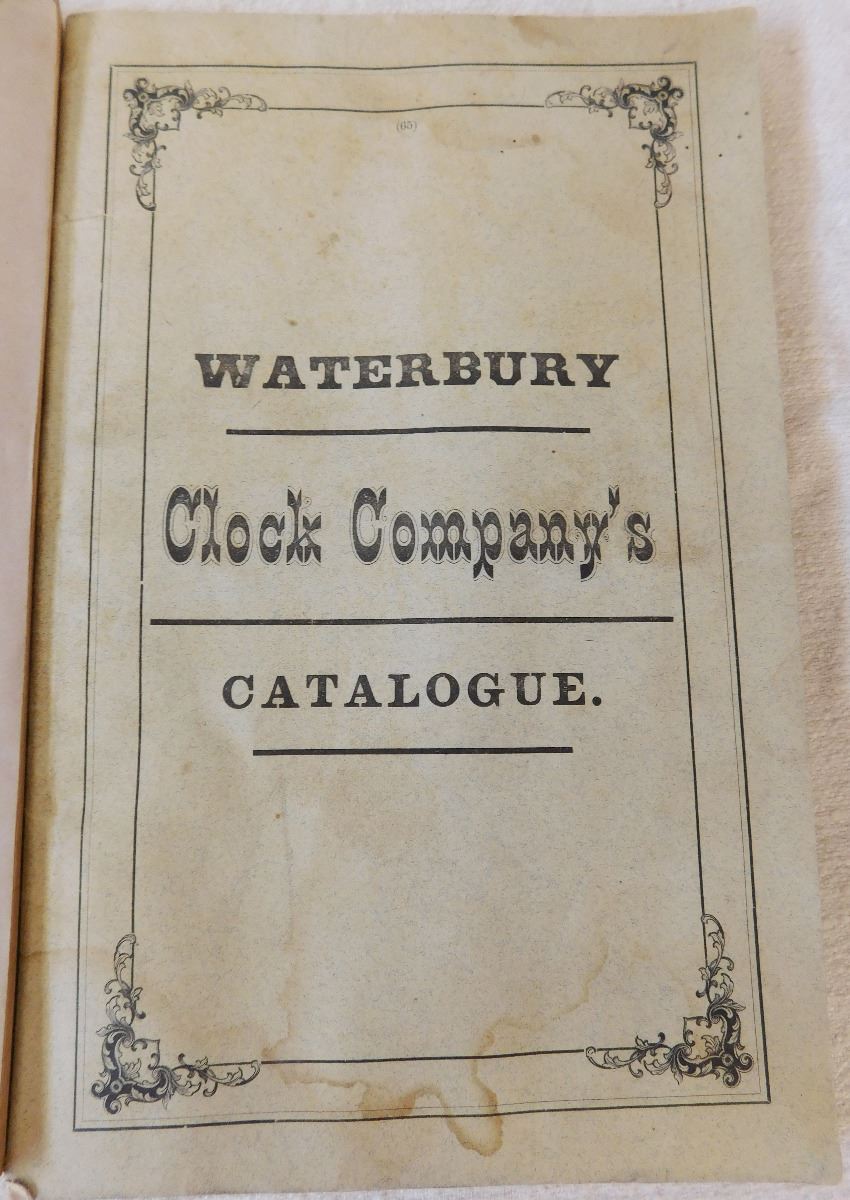 (65)
WATERBURY
Clock Company's
CATALOGUE.